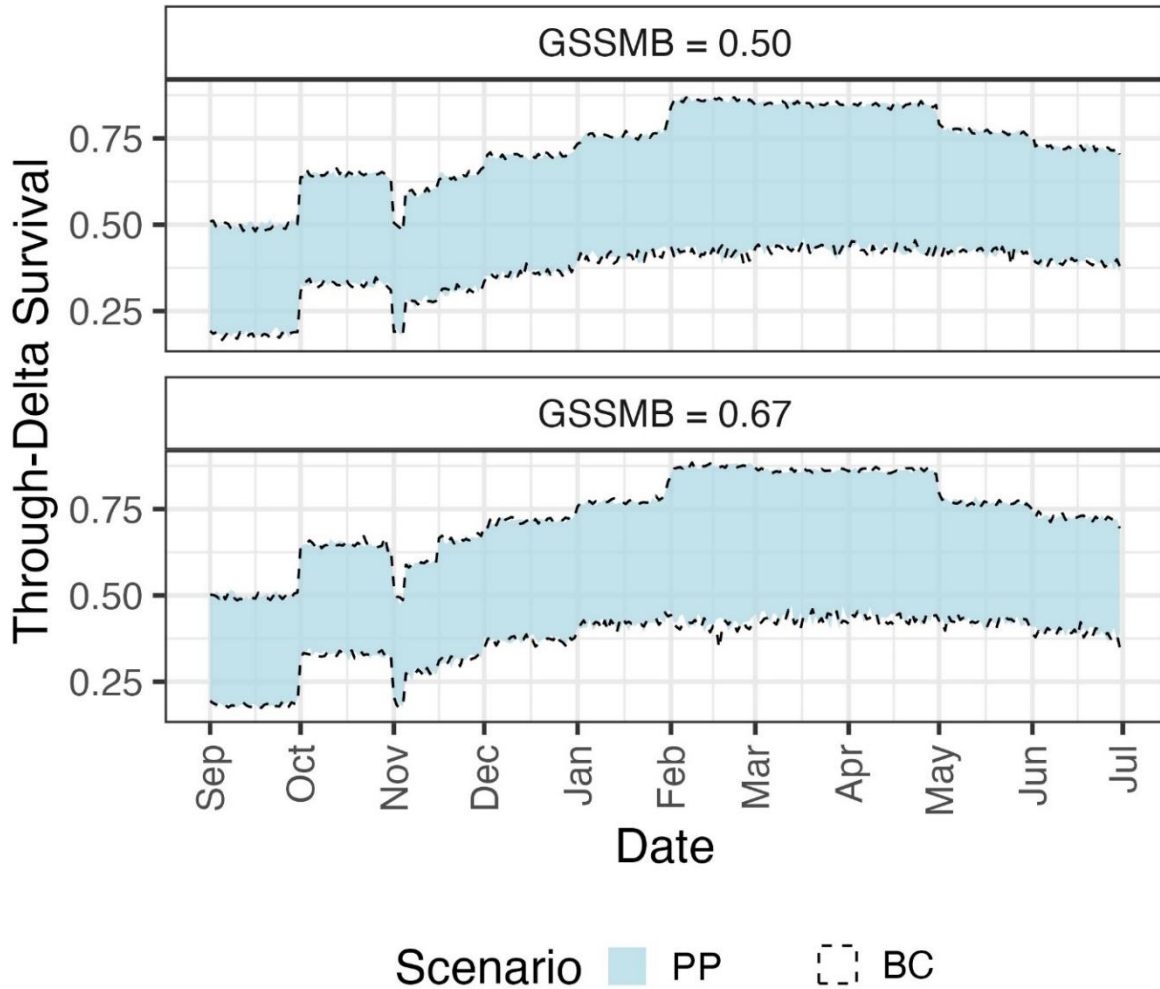 GSSMB = 0.50
0.75
0.50
0.25
GSSMB = 0.67
0.75
0.50
0.25
Through-Delta Survival
Sep Oct Nov Dec Jan Feb Mar Apr May Jun Jul
Date
Scenario PP BC